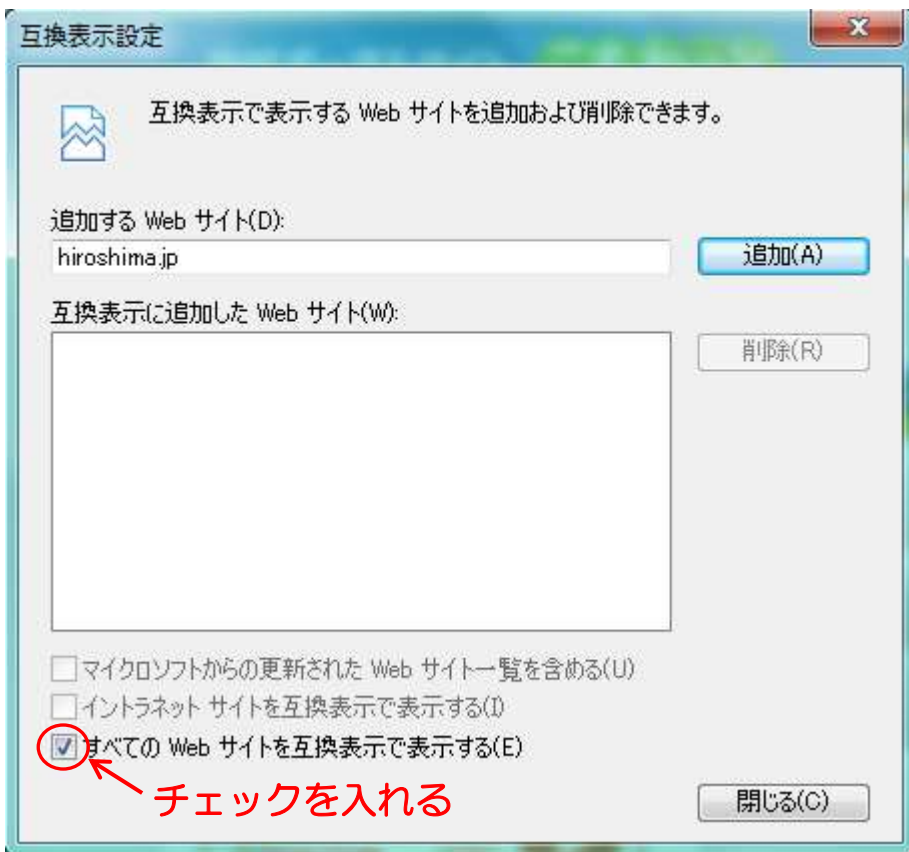 互換表示設定
互換表示で表示する Web サイトを追加および削除できます。
追加する Web サイト(D):
hiroshima.jp
追加(A)
互換表示に追加した Web サイト(W):
削除(R)
マイクロソフトからの更新された Web サイト一覧を含める(U)
イントラネット サイトを互換表示で表示する(I)
すべての Web サイトを互換表示で表示する(E)
チェックを入れる
閉じる(C)